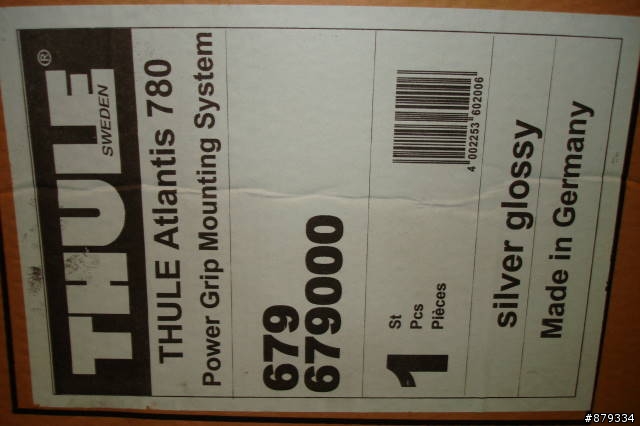 THULE®
SWEDEN
THULE Atlantis 780
Power Grip Mounting System
679
679000
1
St
Pcs
Pièces
4 002253 602006
silver glossy
Made in Germany
#879334